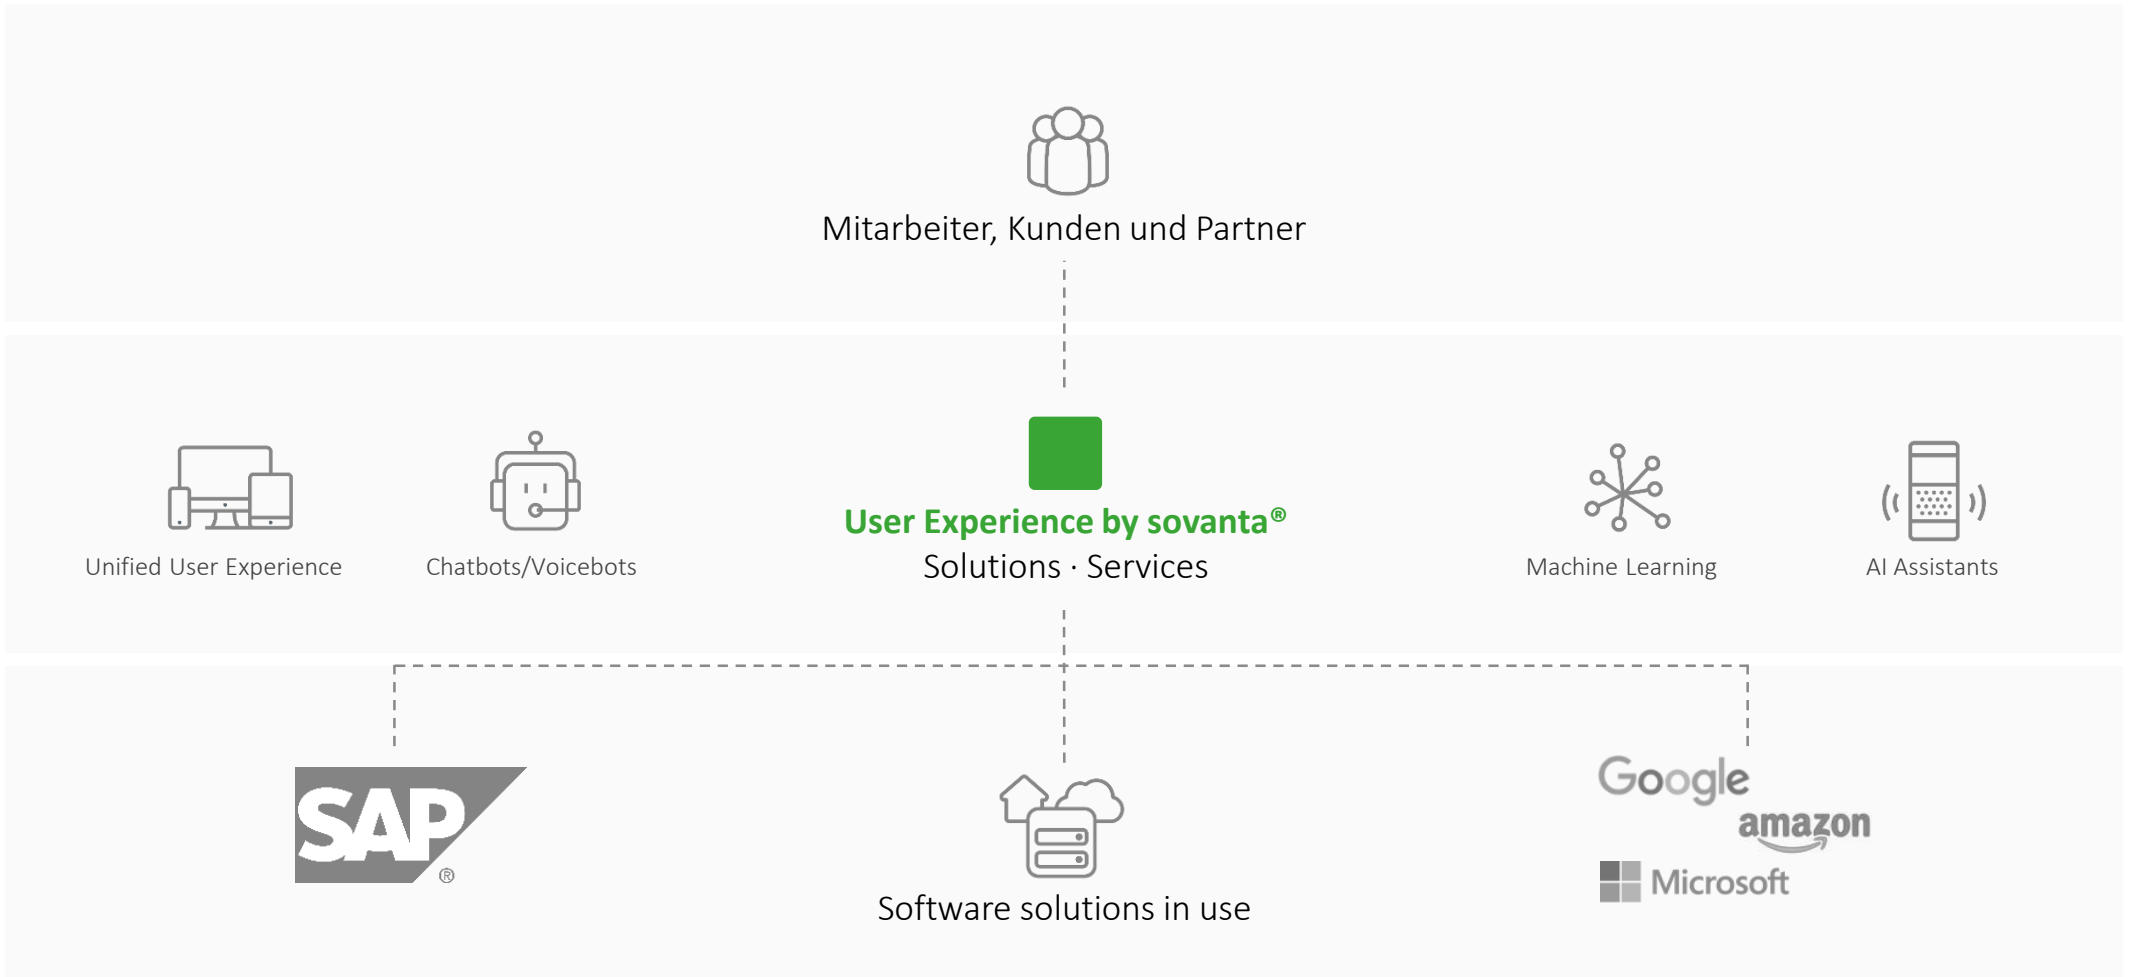 Mitarbeiter, Kunden und Partner
User Experience by sovanta®
Solutions · Services
Unified User Experience
Chatbots/Voicebots
Machine Learning
AI Assistants
SAP®
Software solutions in use
Google
amazon
Microsoft